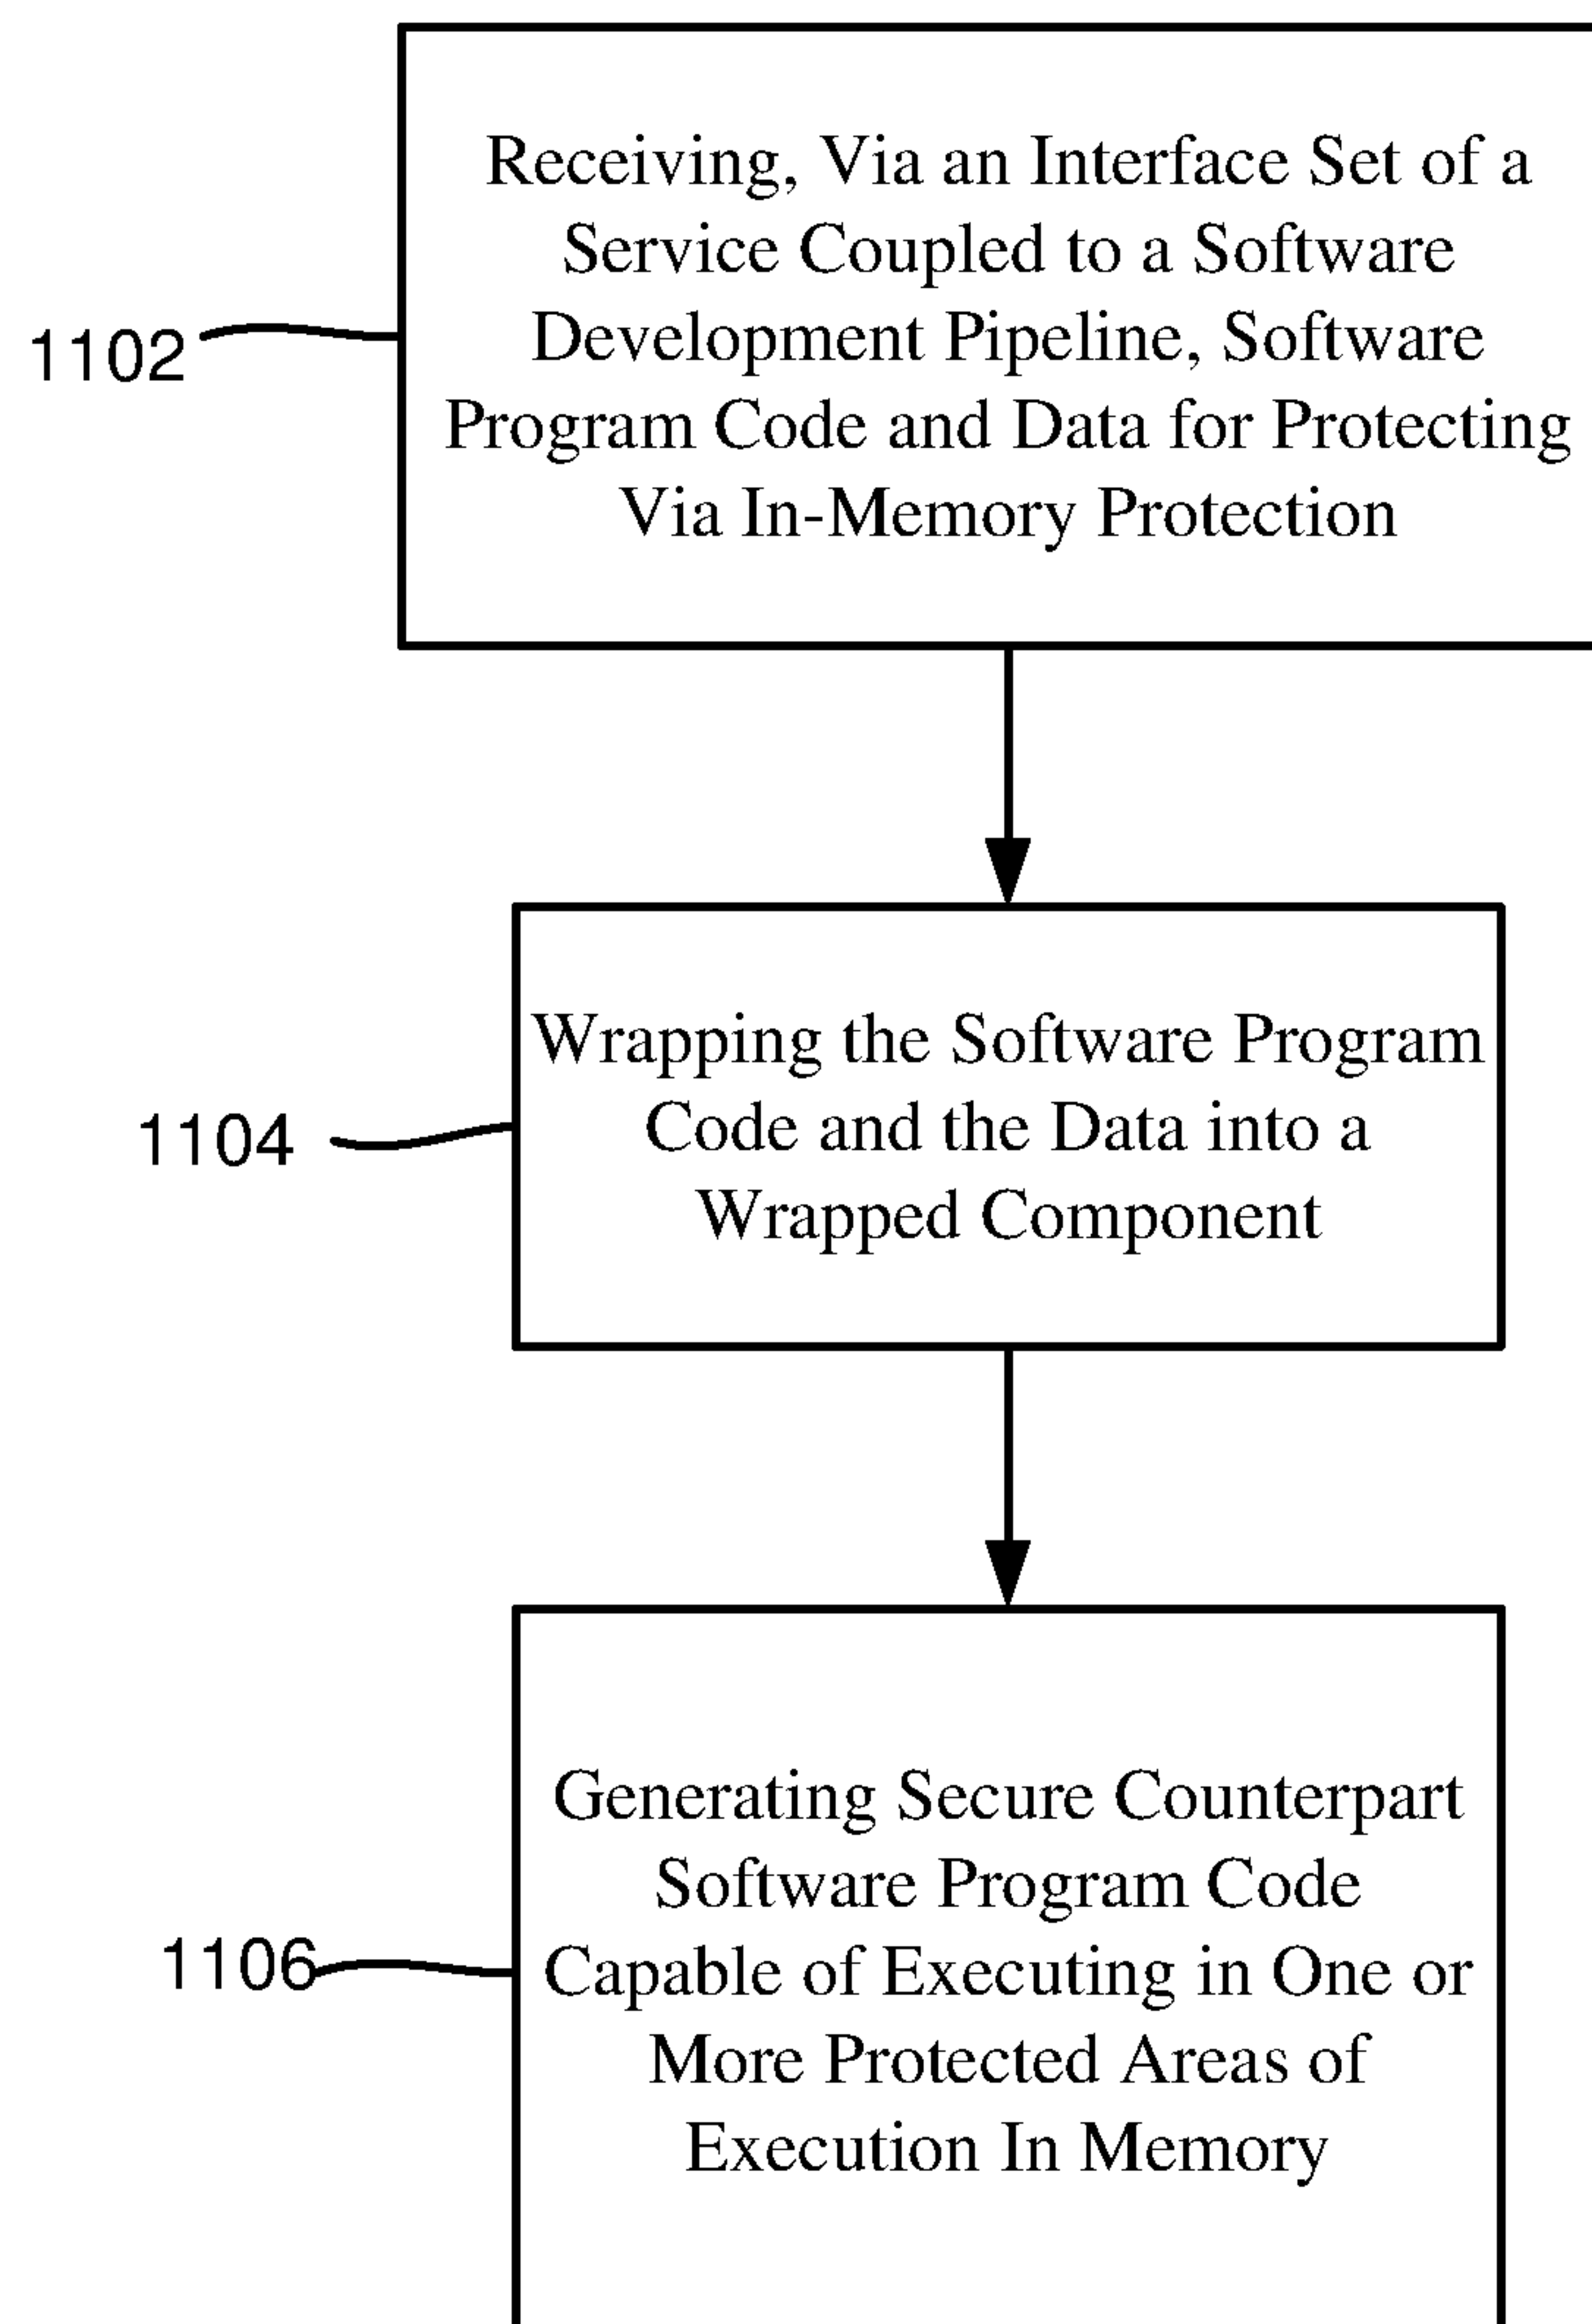 Receiving, Via an Interface Set of a
Service Coupled to a Software
Development Pipeline, Software
Program Code and Data for Protecting
Via In-Memory Protection
1102
Wrapping the Software Program
Code and the Data into a
Wrapped Component
1104
Generating Secure Counterpart
Software Program Code
Capable of Executing in One or
More Protected Areas of
Execution In Memory
1106